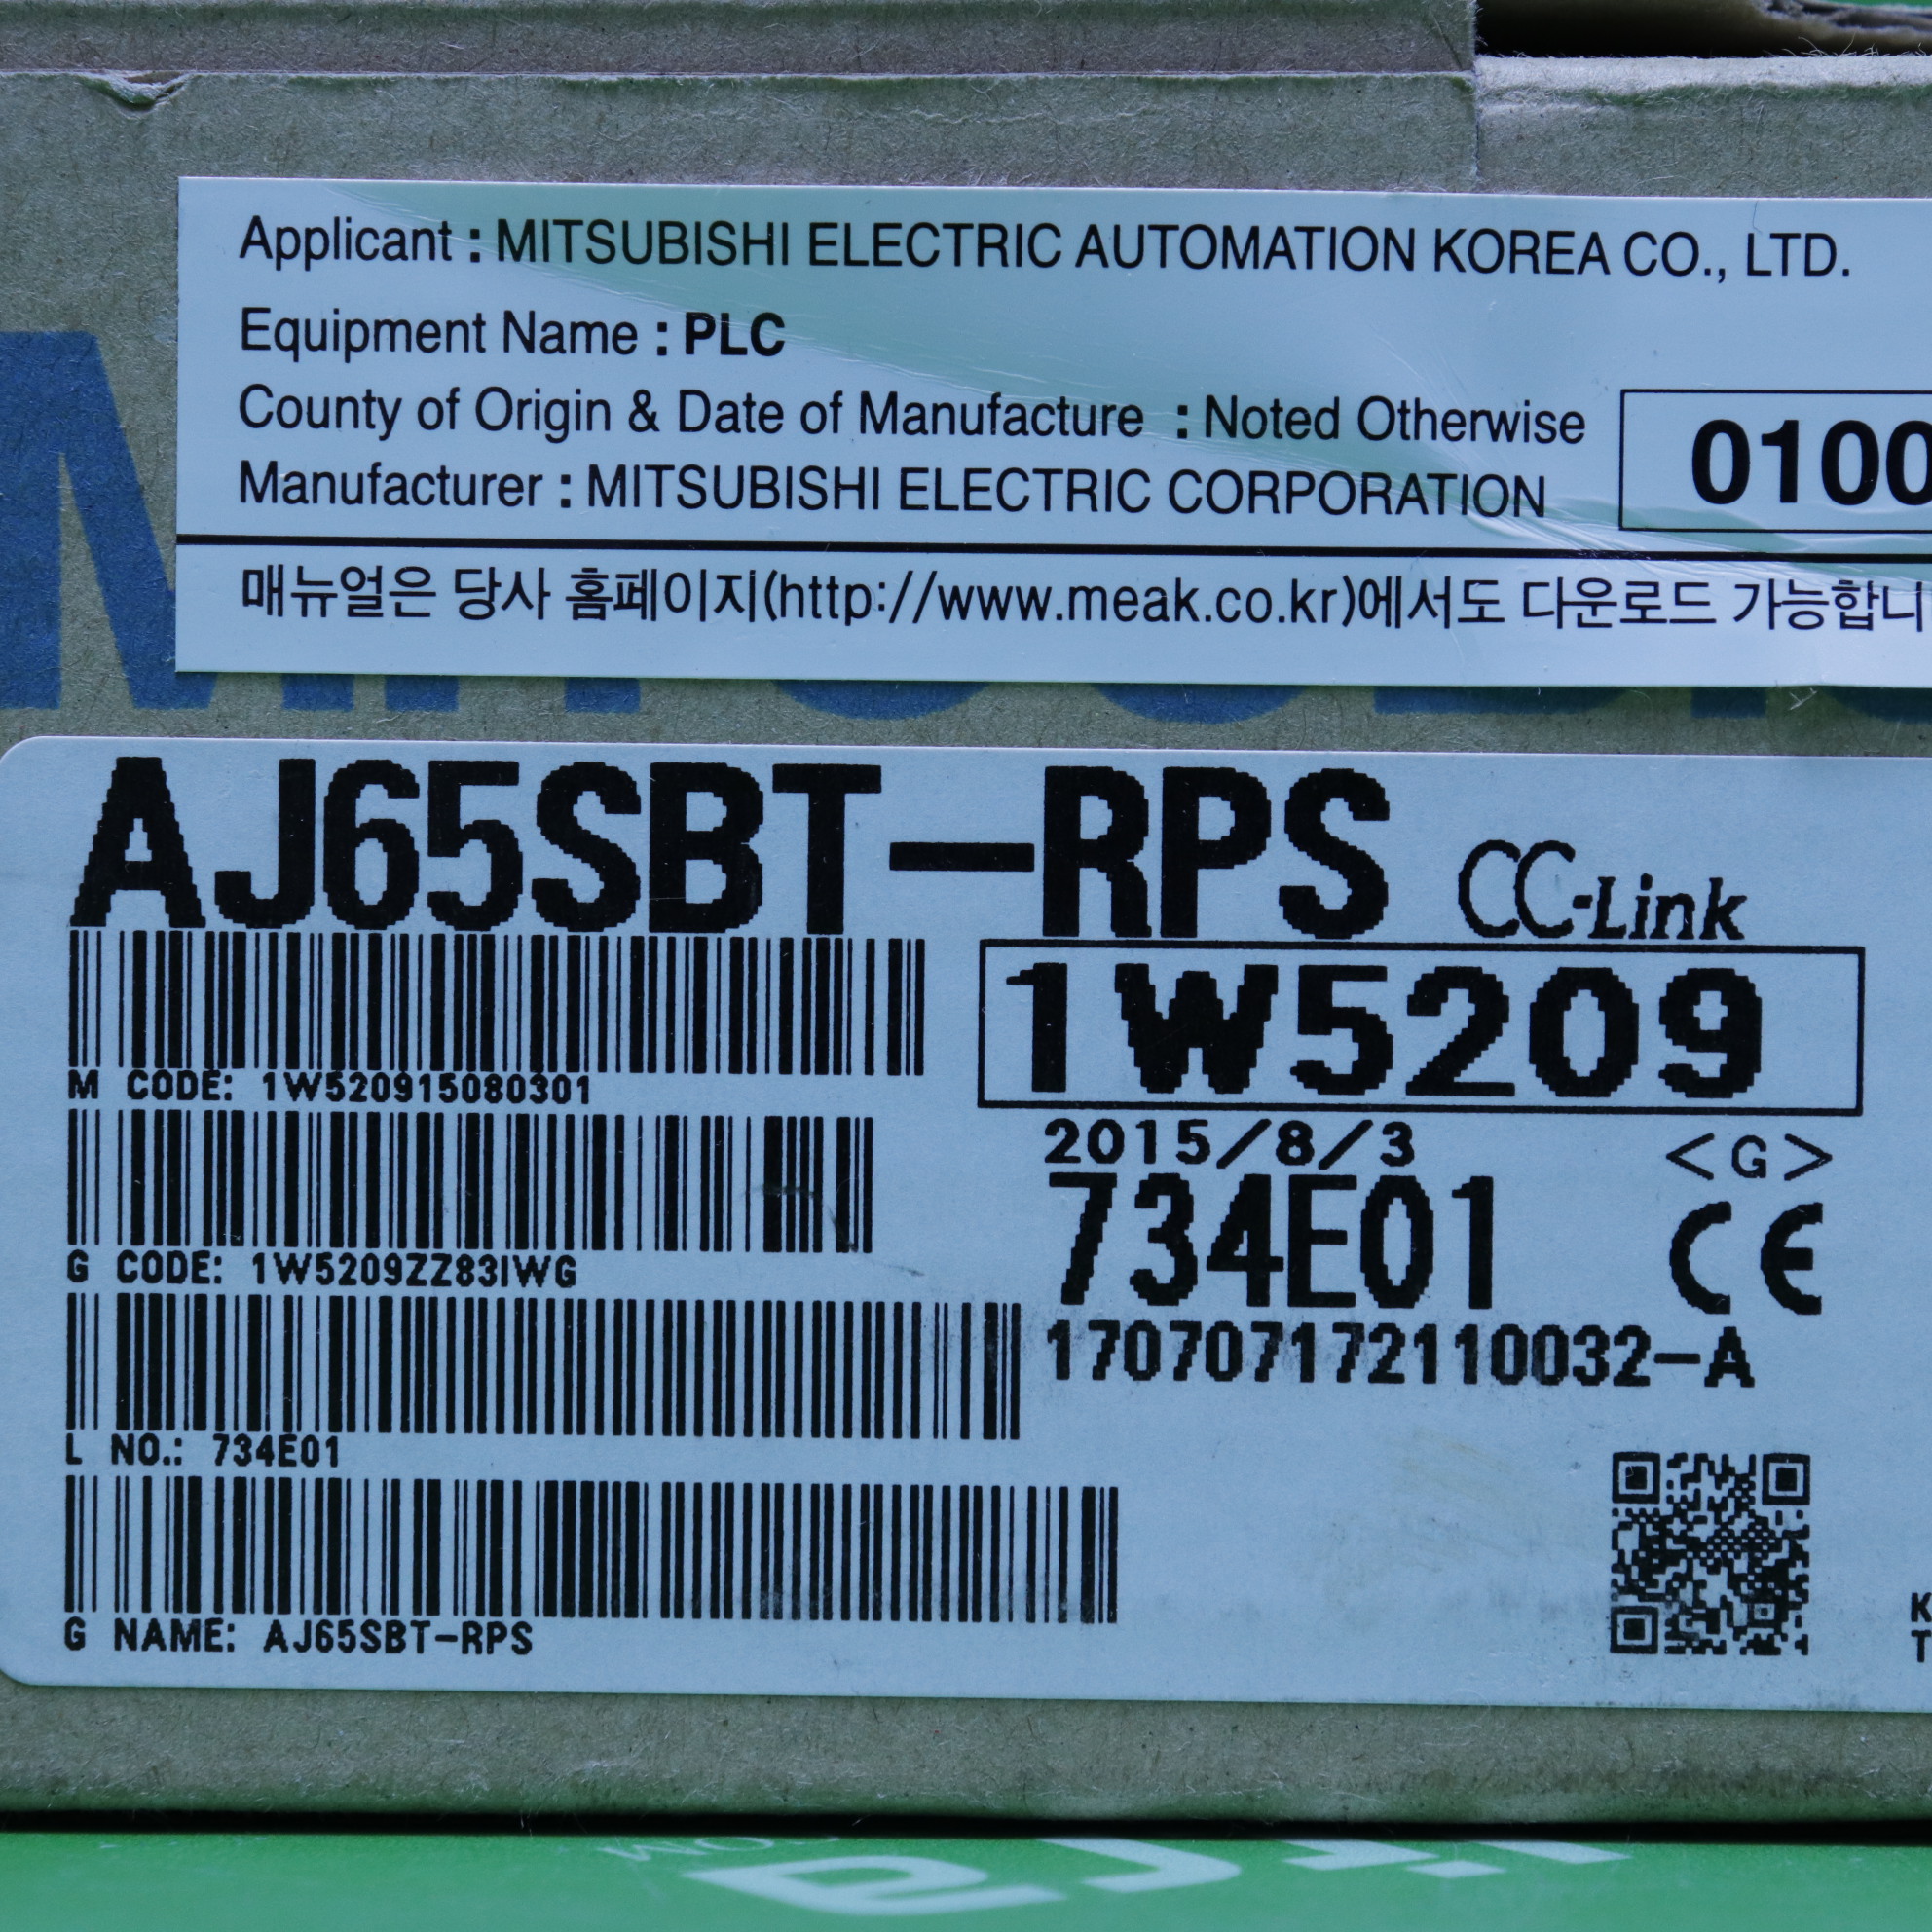 Applicant : MITSUBISHI ELECTRIC AUTOMATION KOREA CO., LTD.
Equipment Name : PLC
County of Origin & Date of Manufacture : Noted Otherwise
0100
Manufacturer : MITSUBISHI ELECTRIC CORPORATION
매뉴얼은 당사 홈페이지(http://www.meak.co.kr)에서도 다운로드 가능합니
AJ65SBT-RPS CC-Link
1W5209
M CODE: 1W520915080301
2015/8/3 <G>
734E01 CE
G CODE: 1W5209ZZ83IWG
170707172110032-A
L NO.: 734E01
G NAME: AJ65SBT-RPS
K
T